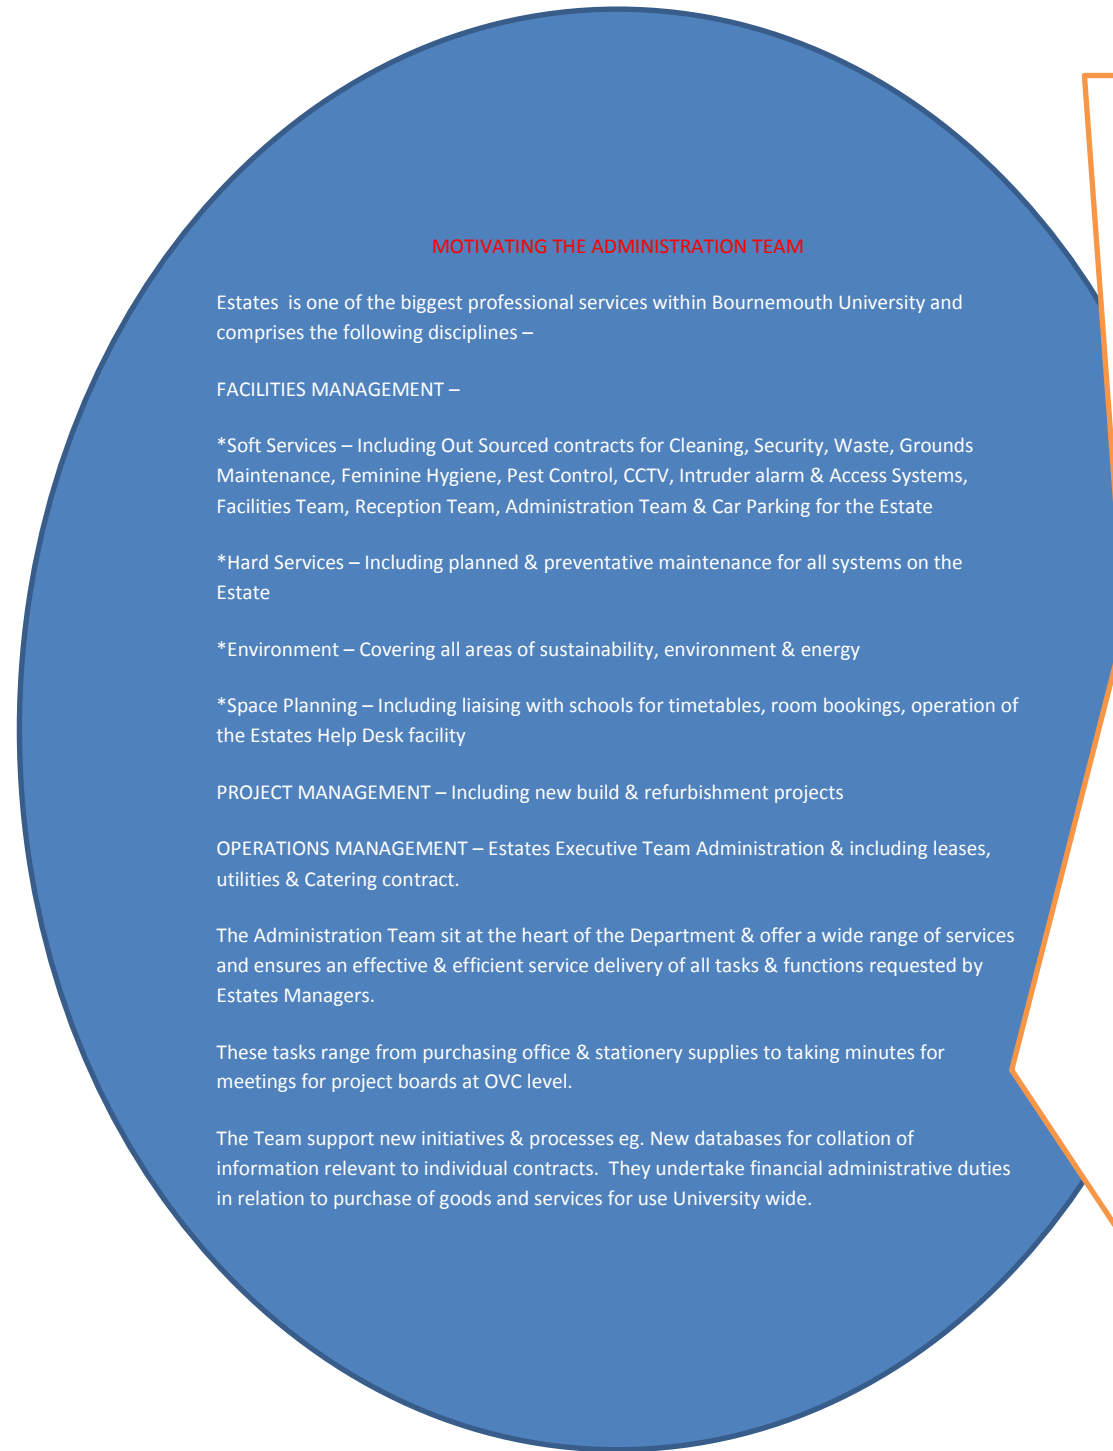 MOTIVATING THE ADMINISTRATION TEAM
Estates  is one of the biggest professional services within Bournemouth University and
comprises the following disciplines –
FACILITIES MANAGEMENT –
*Soft Services – Including Out Sourced contracts for Cleaning, Security, Waste, Grounds
Maintenance, Feminine Hygiene, Pest Control, CCTV, Intruder alarm & Access Systems,
Facilities Team, Reception Team, Administration Team & Car Parking for the Estate
*Hard Services – Including planned & preventative maintenance for all systems on the
Estate
*Environment – Covering all areas of sustainability, environment & energy
*Space Planning – Including liaising with schools for timetables, room bookings, operation of
the Estates Help Desk facility
PROJECT MANAGEMENT – Including new build & refurbishment projects
OPERATIONS MANAGEMENT – Estates Executive Team Administration & including leases,
utilities & Catering contract.
The Administration Team sit at the heart of the Department & offer a wide range of services
and ensures an effective & efficient service delivery of all tasks & functions requested by
Estates Managers.
These tasks range from purchasing office & stationery supplies to taking minutes for
meetings for project boards at OVC level.
The Team support new initiatives & processes eg. New databases for collation of
information relevant to individual contracts.  They undertake financial administrative duties
in relation to purchase of goods and services for use University wide.